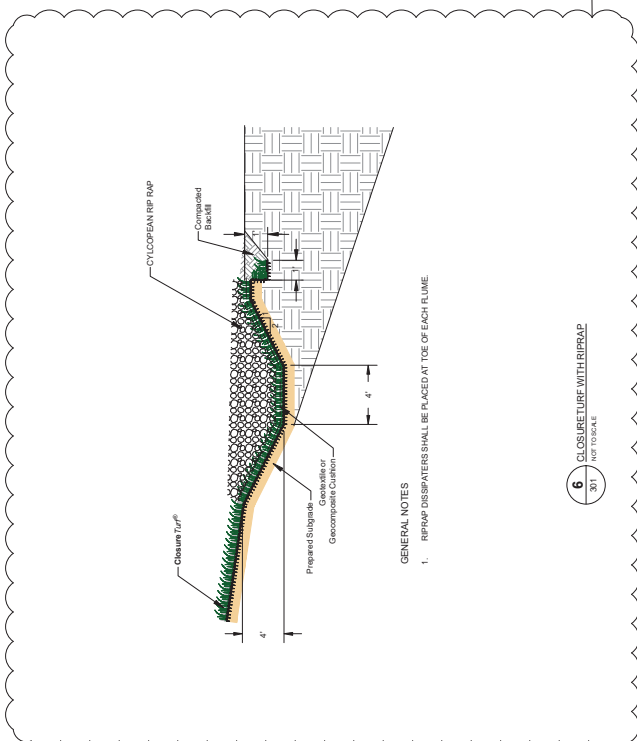 CYLCOPEAN RIP RAP
Compacted
Backfill
Closure Turf®
1'
1'
2
4'
4'
Prepared Subgrade
Geotextile or
Geocomposite Cushion
GENERAL NOTES
1. RIPRAP DISSIPATERS SHALL BE PLACED AT TOE OF EACH FLUME.
6
301
CLOSURETURF WITH RIPRAP
NOT TO SCALE